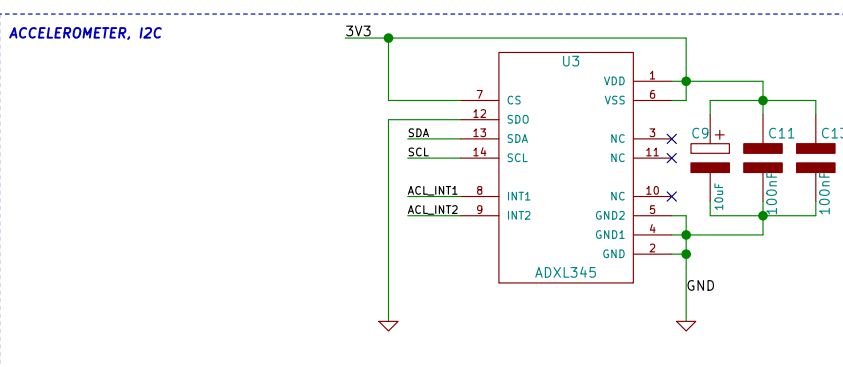 ACCELEROMETER, I2C
3V3
U3
VDD 1
7 CS
VSS 6
12 SDO
SDA 13 SDA
NC 3
SCL 14 SCL
NC 11
C9 +
C11
C13
10uF
100nF
100nF
ACL_INT1 8 INT1
NC 10
ACL_INT2 9 INT2
GND2 5
GND1 4
GND 2
ADXL345
GND